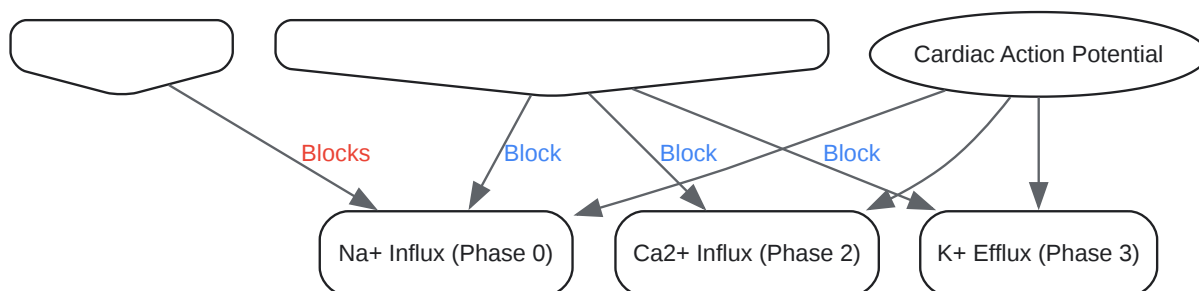 Cardiac Action Potential
Blocks
Block
Block
Block
Na+ Influx (Phase 0)
Ca2+ Influx (Phase 2)
K+ Efflux (Phase 3)